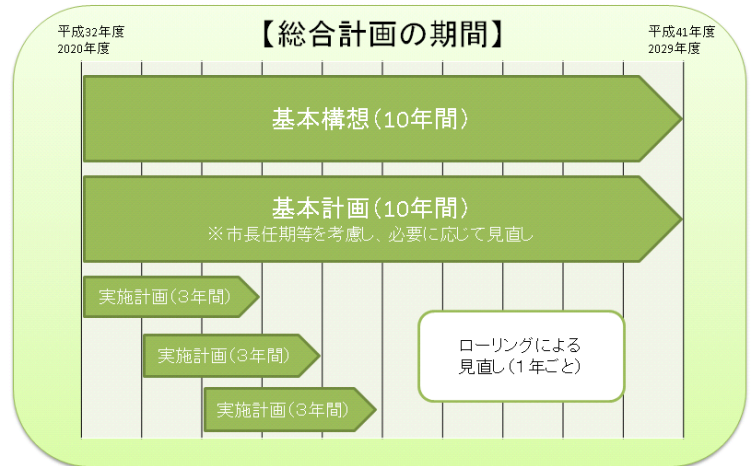 【総合計画の期間】
平成32年度
2020年度
平成41年度
2029年度
基本構想(10年間)
基本計画(10年間)
※市長任期等を考慮し、必要に応じて見直し
実施計画(3年間)
実施計画(3年間)
実施計画(3年間)
ローリングによる
見直し(1年ごと)